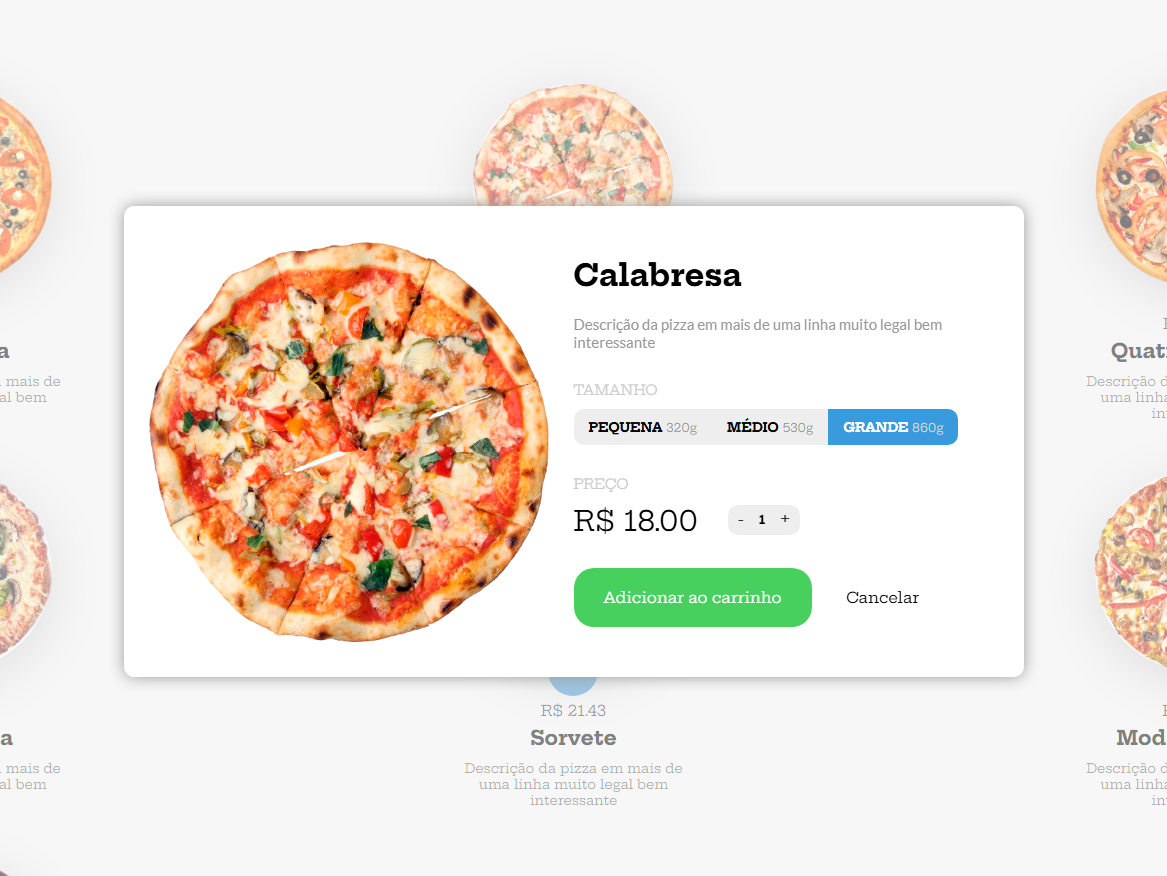 Calabresa
Descrição da pizza em mais de uma linha muito legal bem
interessante
TAMANHO
PEQUENA 320g MÉDIO 530g GRANDE 860g
PREÇO
R$ 18.00 - 1 +
Adicionar ao carrinho Cancelar
a
mais de
al bem
Quat
Descrição d
uma linha
in
R$ 21.43
Sorvete
Descrição da pizza em mais de
uma linha muito legal bem
interessante
a
mais de
al bem
Mod
Descrição d
uma linha
in